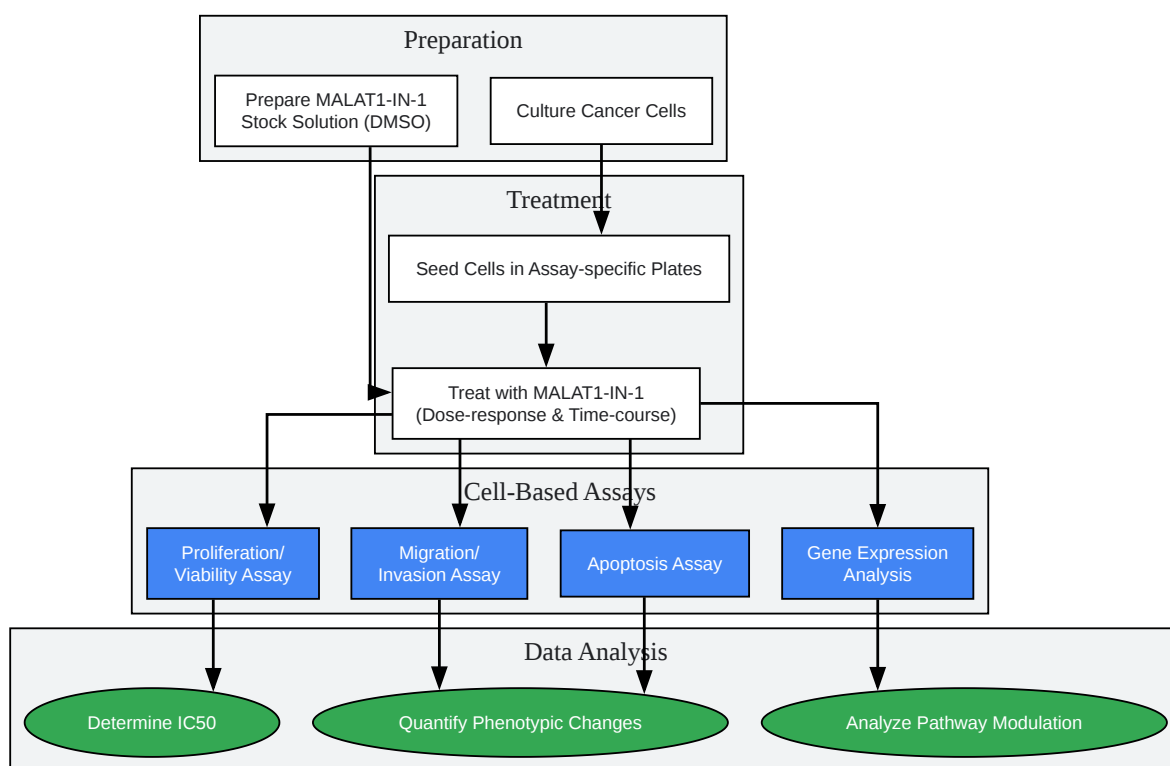 Preparation
Prepare MALAT1-IN-1
Stock Solution (DMSO)
Culture Cancer Cells
Treatment
Seed Cells in Assay-specific Plates
Treat with MALAT1-IN-1
(Dose-response & Time-course)
Cell-Based Assays
Proliferation/
Viability Assay
Migration/
Invasion Assay
Apoptosis Assay
Gene Expression
Analysis
Data Analysis
Determine IC50
Quantify Phenotypic Changes
Analyze Pathway Modulation